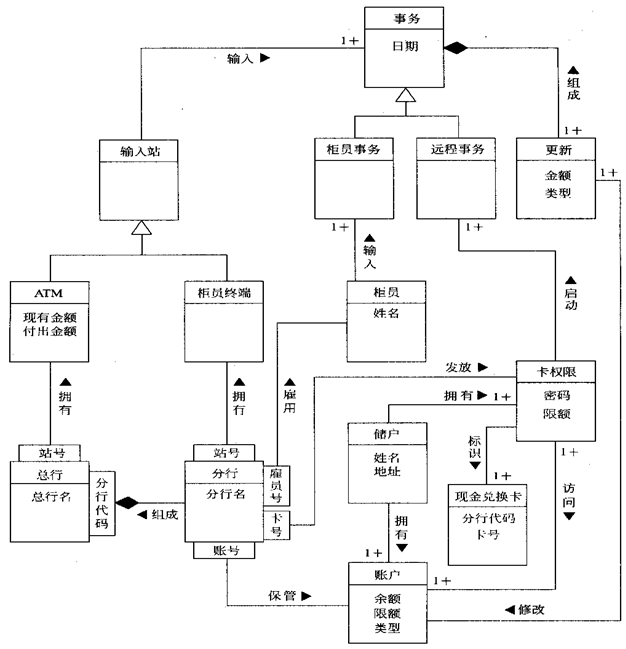 事务
1+
日期
输入 ▶
▲组成
1+
输入站
柜员事务
远程事务
更新
金额
类型
1+
1+
1+
▲输入
ATM
现有金额
付出金额
柜员终端
柜员
姓名
▲启动
▲拥有
▲拥有
▲雇用
发放 ▶
卡权限
密码
限额
拥有 ▶
1+
1+
1+
站号
站号
储户
姓名
地址
标识▼
总行
总行名
分行代码
分行
分行名
雇员号
卡号
1+
现金兑换卡
分行代码
卡号
访问▼
◀ 组成
拥有▼
账号
1+
账户
余额
限额
类型
1+
保管 ▶
◀修改